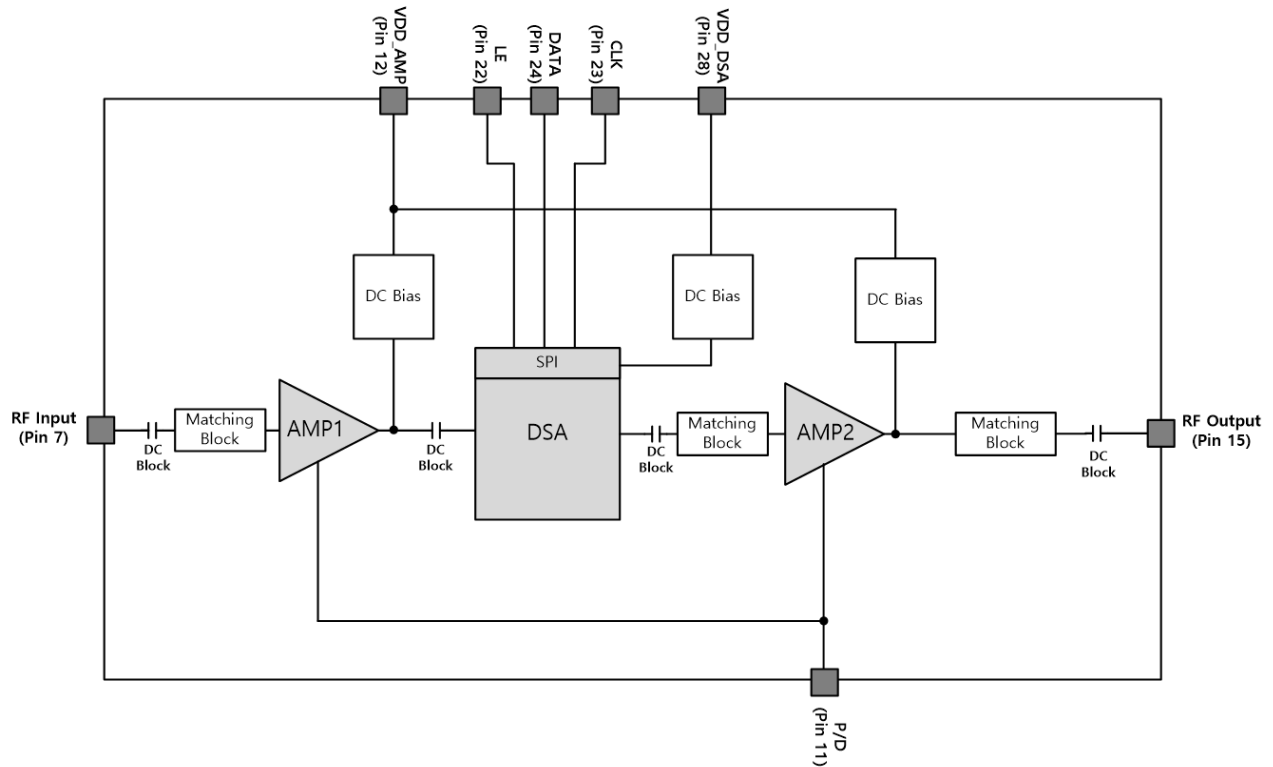 VDD_AMP
(Pin 12)
LE
(Pin 22)
DATA
(Pin 24)
CLK
(Pin 23)
VDD_DSA
(Pin 28)
DC Bias
DC Bias
DC Bias
SPI
RF Input
(Pin 7)
DC
Block
Matching
Block
AMP1
DC
Block
DSA
DC
Block
Matching
Block
AMP2
Matching
Block
DC
Block
RF Output
(Pin 15)
P/D
(Pin 11)